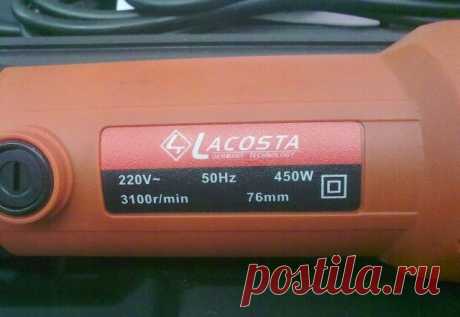 LACOSTA
GERMANY TECHNOLOGY
220V~ 50Hz 450W
3100r/min 76mm
postila.ru